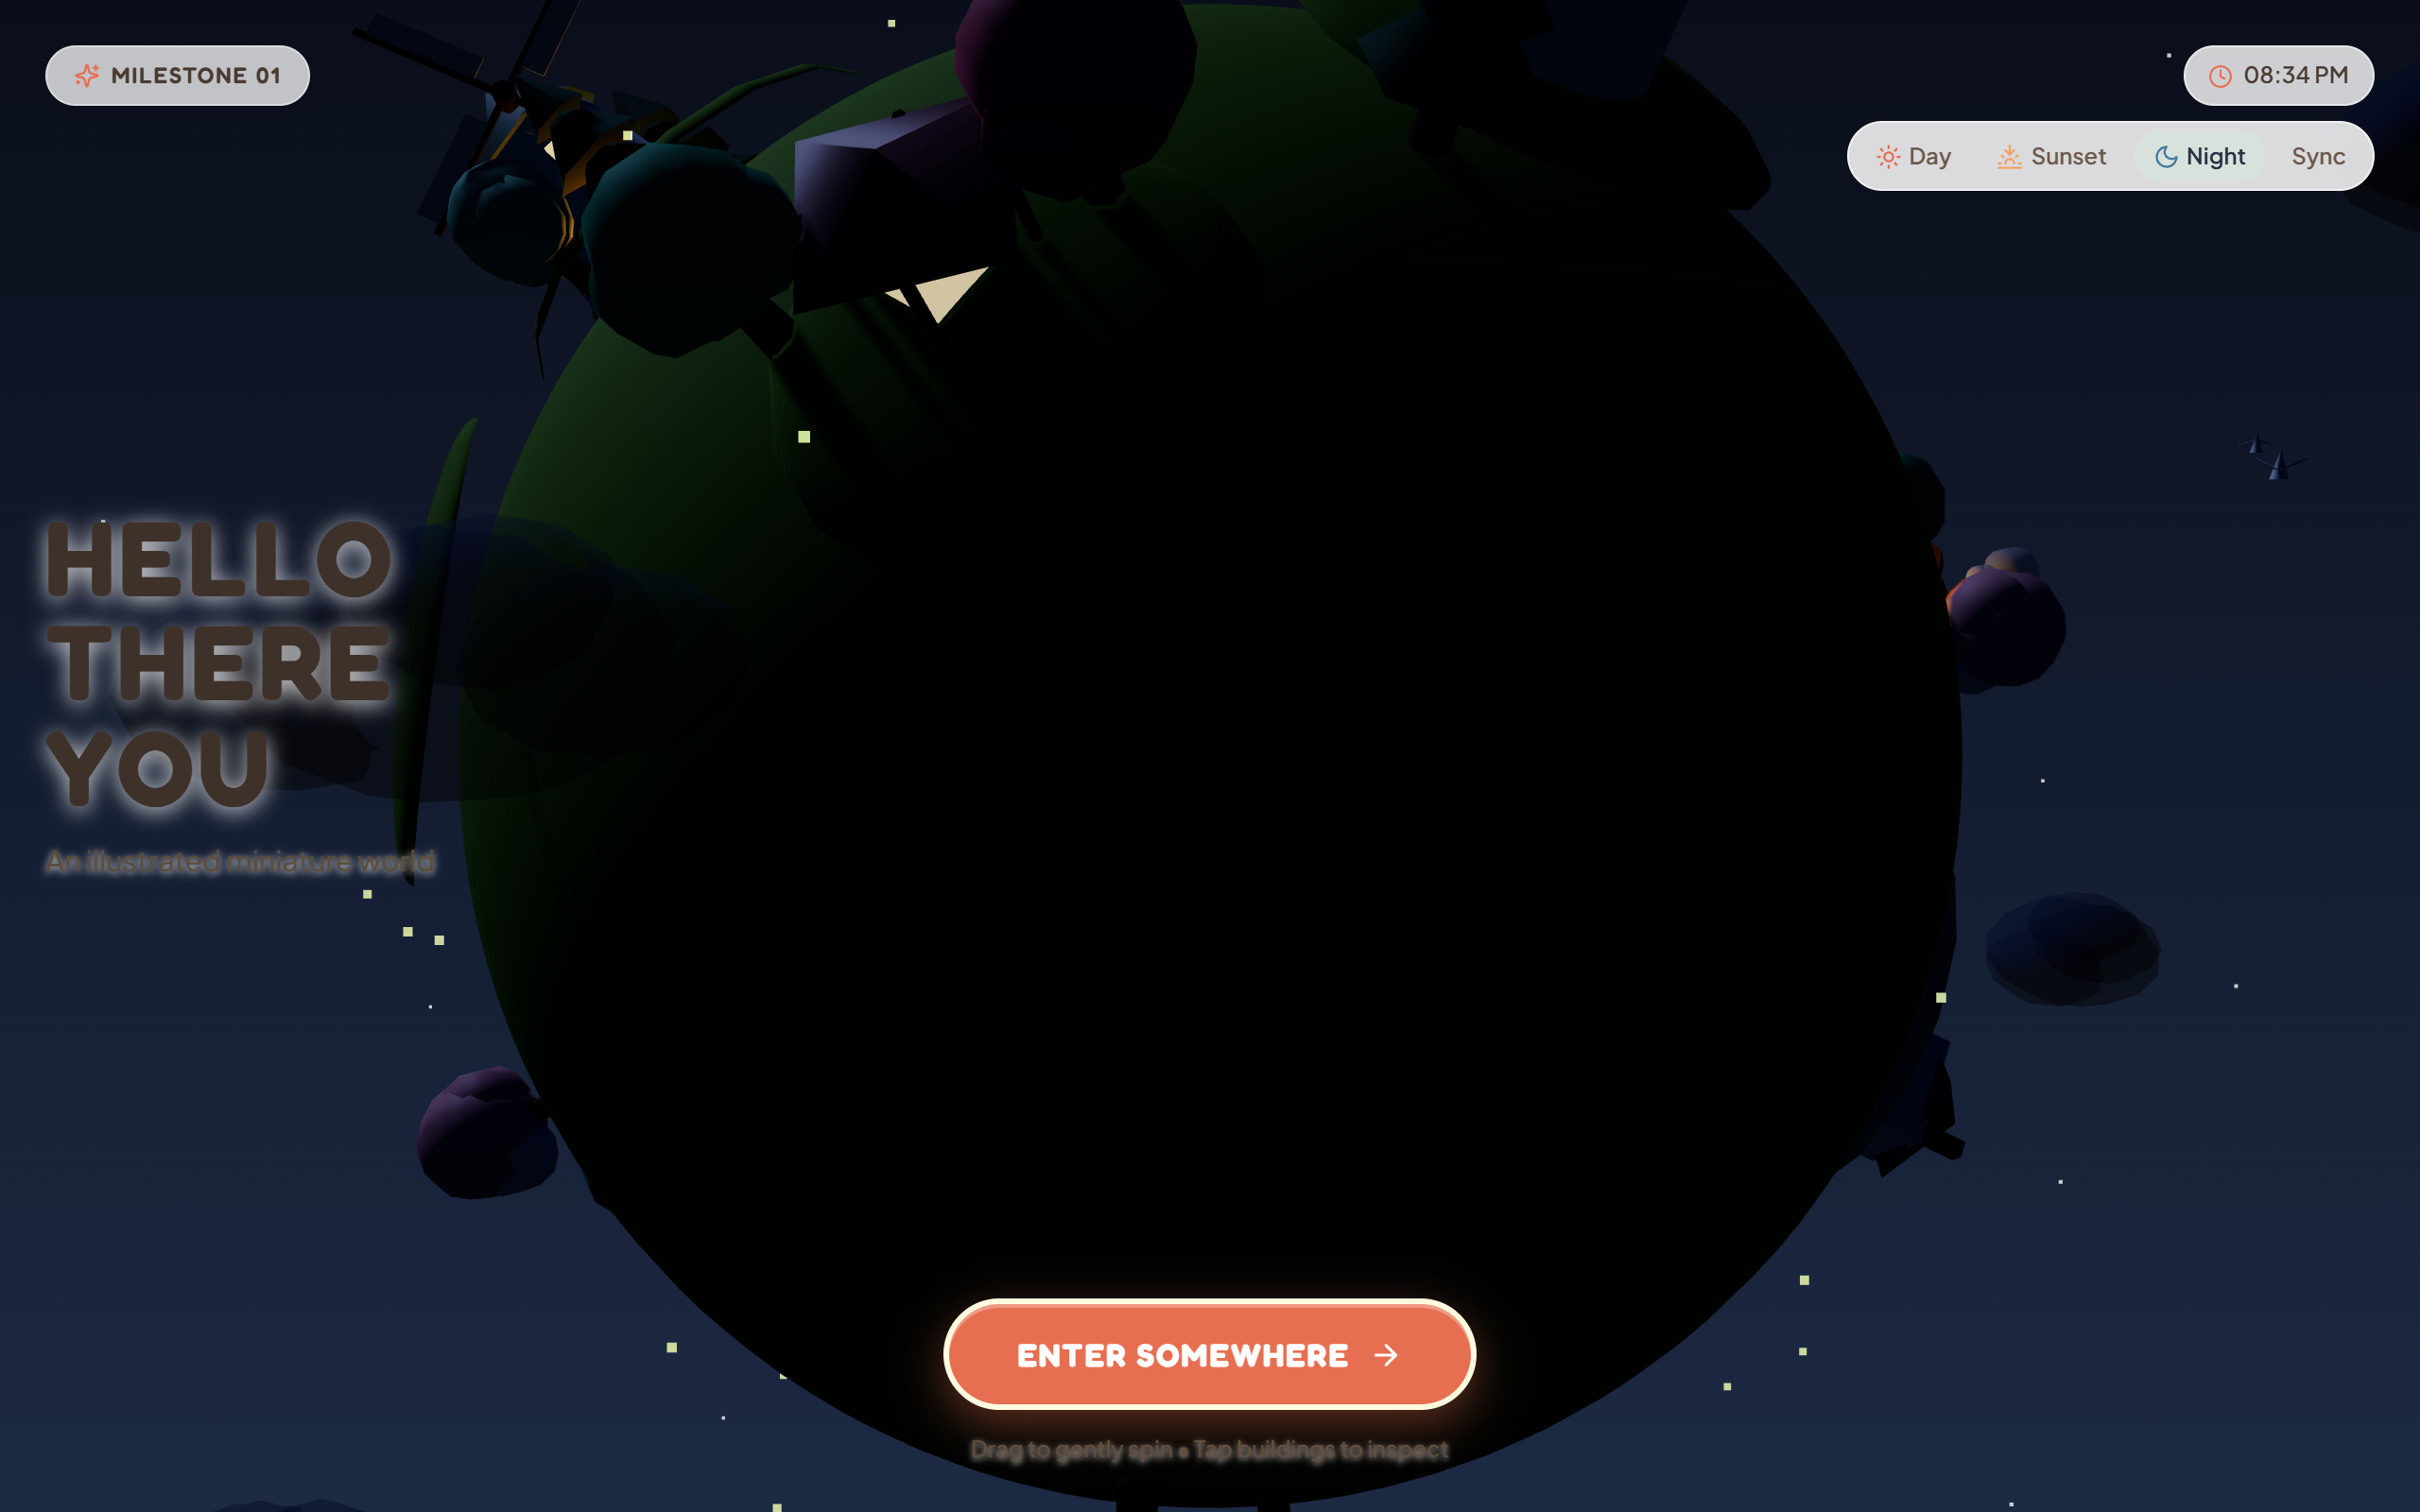 MILESTONE 01
08:34 PM
Day Sunset Night Sync
HELLO
THERE
YOU
An illustrated miniature world
ENTER SOMEWHERE →
Drag to gently spin • Tap buildings to inspect